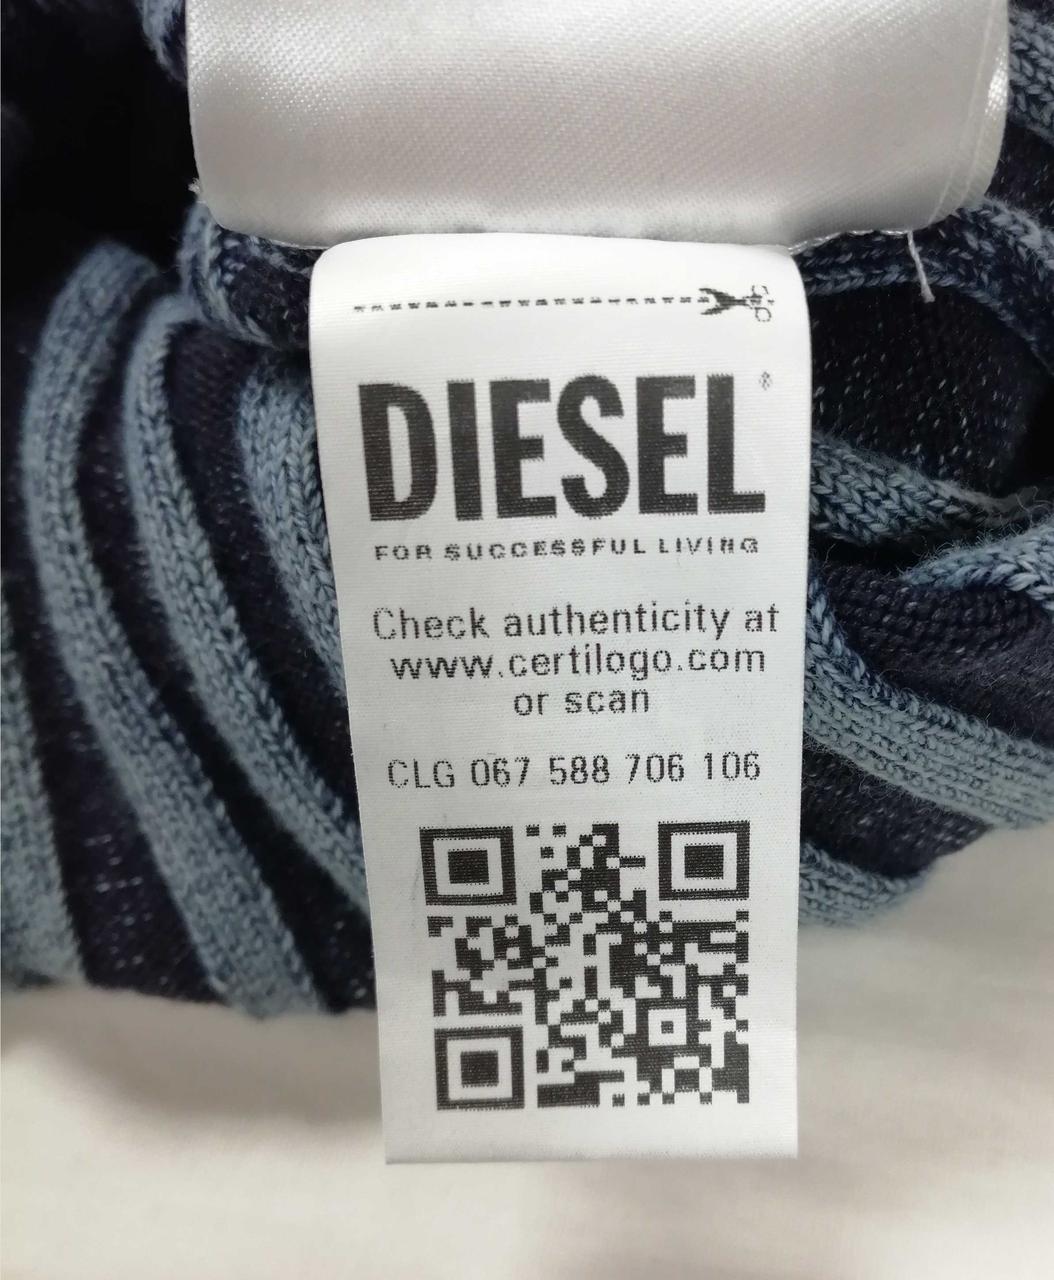 DIESEL®
FOR SUCCESSFUL LIVING
Check authenticity at
www.certilogo.com
or scan
CLG 067 588 706 106